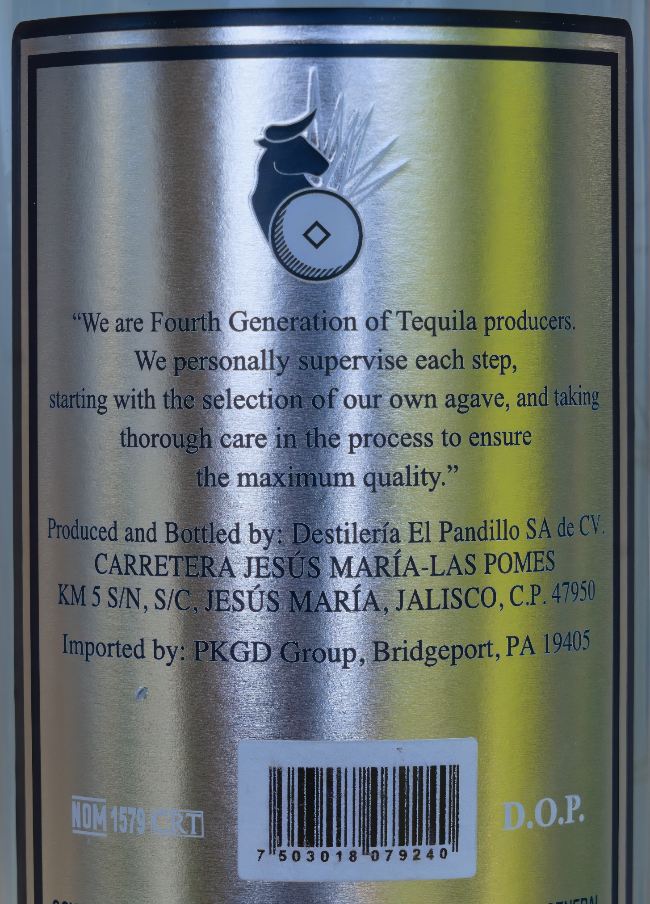 “We are Fourth Generation of Tequila producers.
We personally supervise each step,
starting with the selection of our own agave, and taking
thorough care in the process to ensure
the maximum quality.”
Produced and Bottled by: Destilería El Pandillo SA de CV.
CARRETERA JESÚS MARÍA-LAS POMES
KM 5 S/N, S/C, JESÚS MARÍA, JALISCO, C.P. 47950
Imported by: PKGD Group, Bridgeport, PA 19405
NOM 1579 CRT
D.O.P.
7 503018 079240